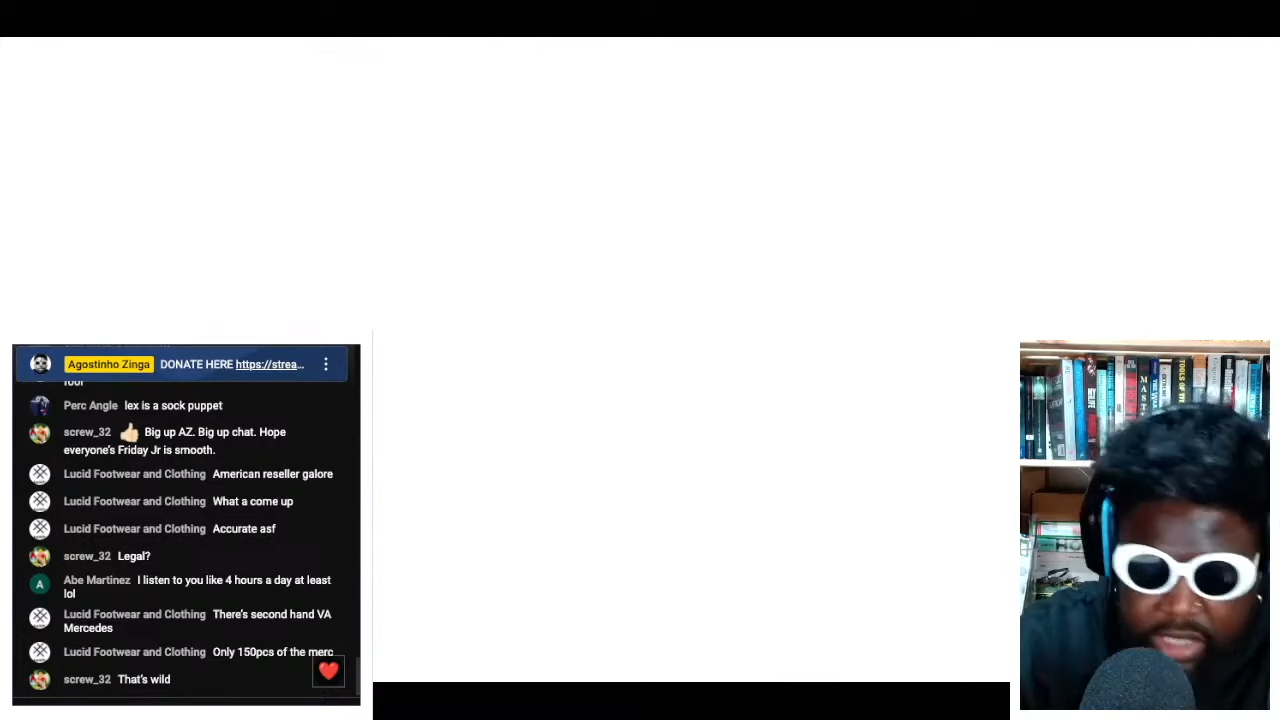 Agostinho Zinga DONATE HERE https://strea...
Perc Angle lex is a sock puppet
screw_32 👍🏻 Big up AZ. Big up chat. Hope
everyone's Friday Jr is smooth.
Lucid Footwear and Clothing American reseller galore
Lucid Footwear and Clothing What a come up
Lucid Footwear and Clothing Accurate asf
screw_32 Legal?
A Abe Martinez I listen to you like 4 hours a day at least
lol
Lucid Footwear and Clothing There's second hand VA
Mercedes
Lucid Footwear and Clothing Only 150pcs of the merc
screw_32 That's wild